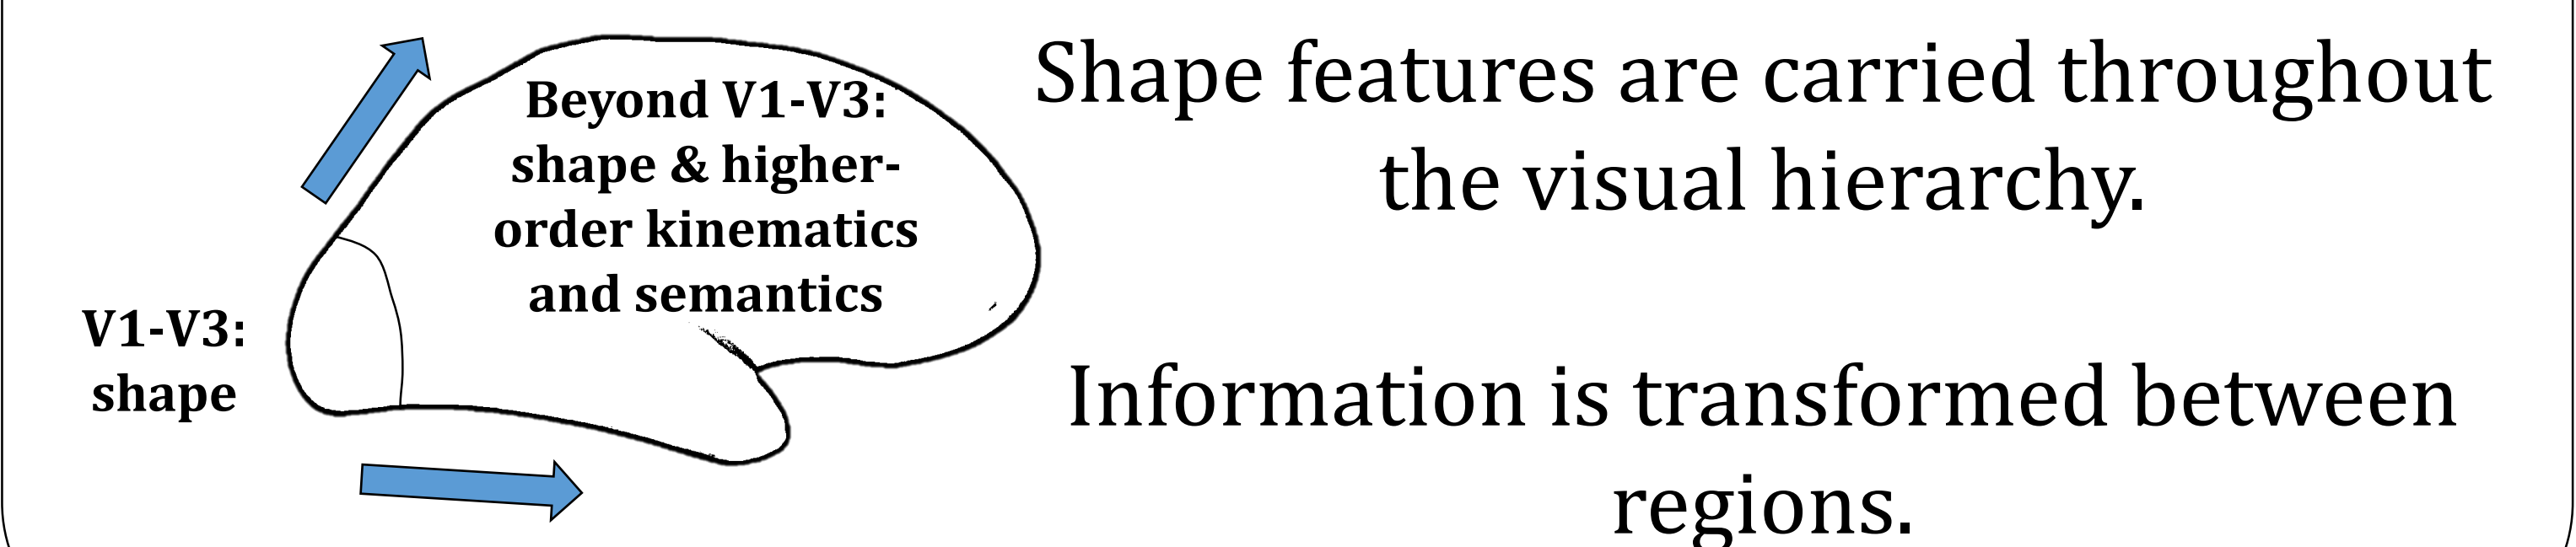 Beyond V1-V3:
shape & higher-
order kinematics
and semantics
V1-V3:
shape
Shape features are carried throughout
the visual hierarchy.
Information is transformed between
regions.